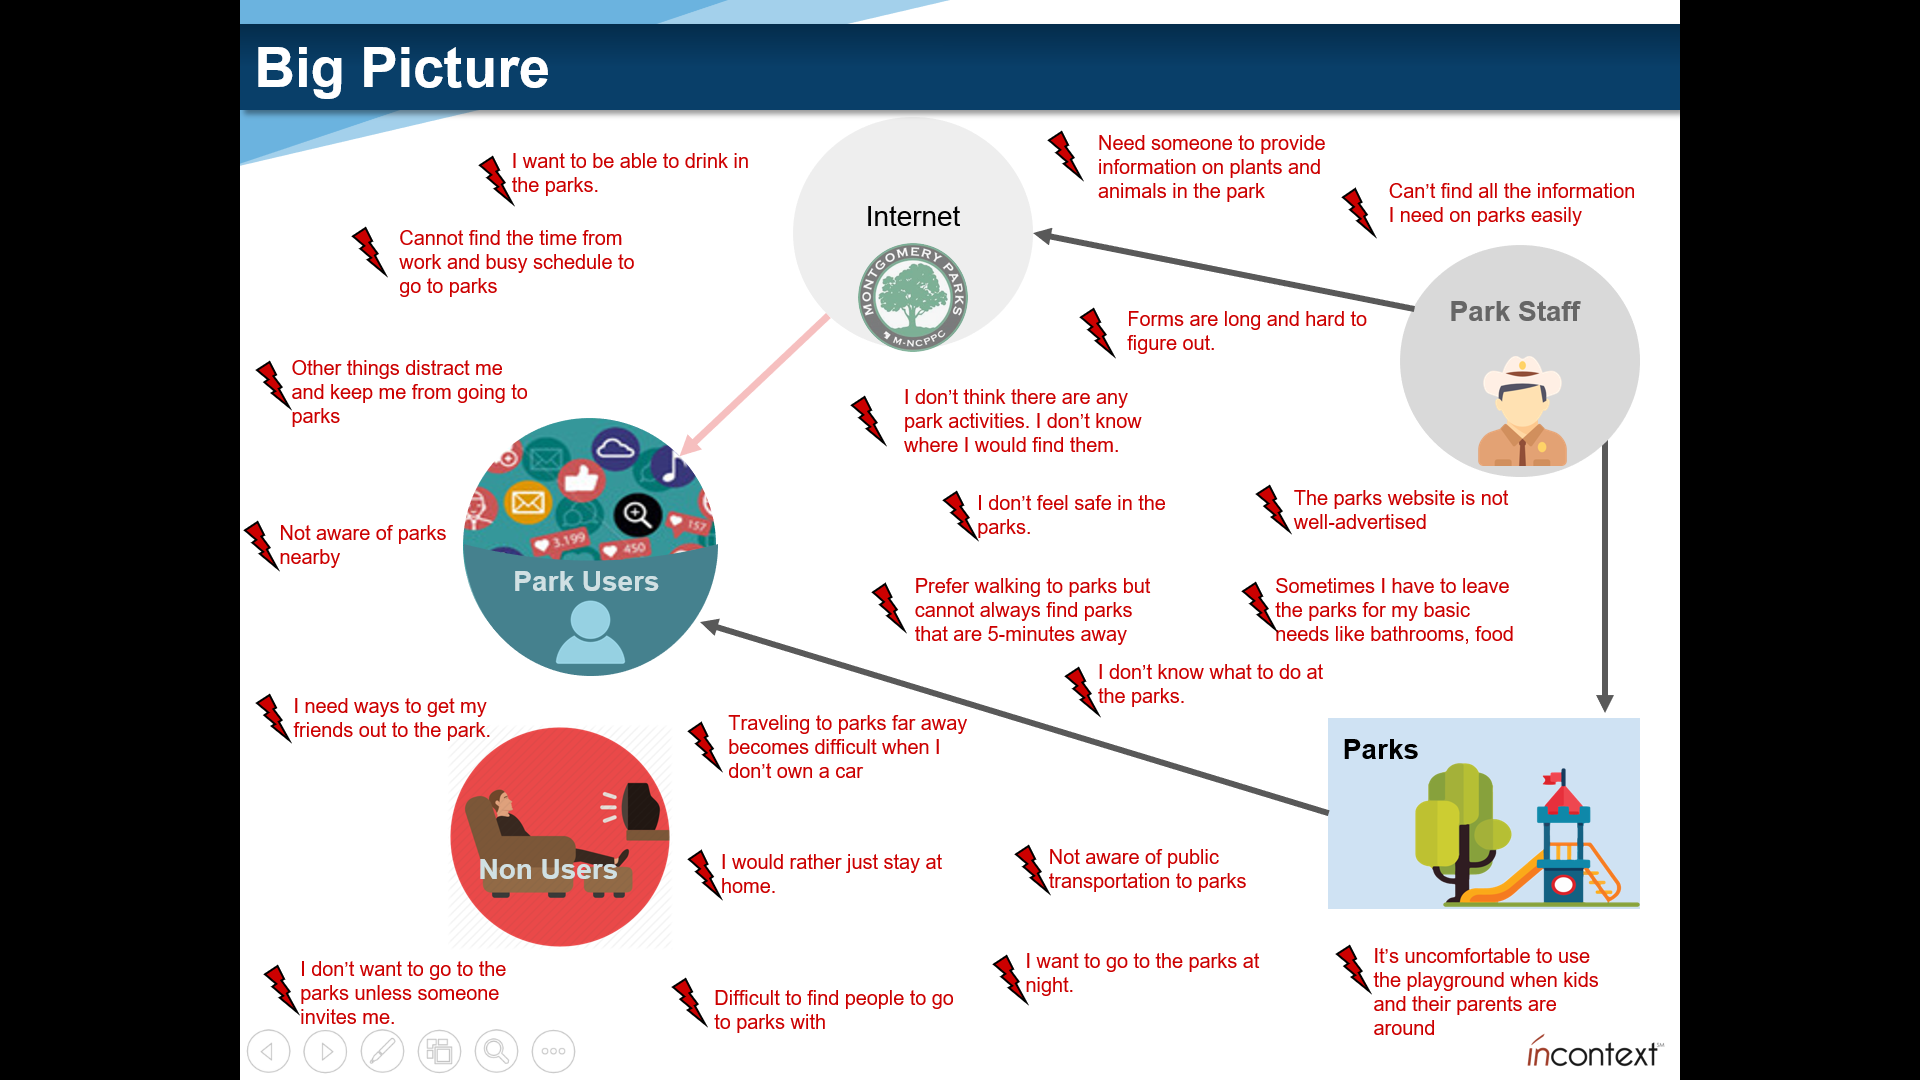 Big Picture
I want to be able to drink in
the parks.
Need someone to provide
information on plants and
animals in the park
Can’t find all the information
I need on parks easily
Internet
MONTGOMERY PARKS
M-NCPPC
Cannot find the time from
work and busy schedule to
go to parks
Park Staff
Forms are long and hard to
figure out.
Other things distract me
and keep me from going to
parks
I don’t think there are any
park activities. I don’t know
where I would find them.
I don’t feel safe in the
parks.
The parks website is not
well-advertised
157
3,199
450
Not aware of parks
nearby
Park Users
Prefer walking to parks but
cannot always find parks
that are 5-minutes away
Sometimes I have to leave
the parks for my basic
needs like bathrooms, food
I don’t know what to do at
the parks.
I need ways to get my
friends out to the park.
Traveling to parks far away
becomes difficult when I
don’t own a car
Parks
Non Users
I would rather just stay at
home.
Not aware of public
transportation to parks
I don’t want to go to the
parks unless someone
invites me.
Difficult to find people to go
to parks with
I want to go to the parks at
night.
It’s uncomfortable to use
the playground when kids
and their parents are
around
incontext